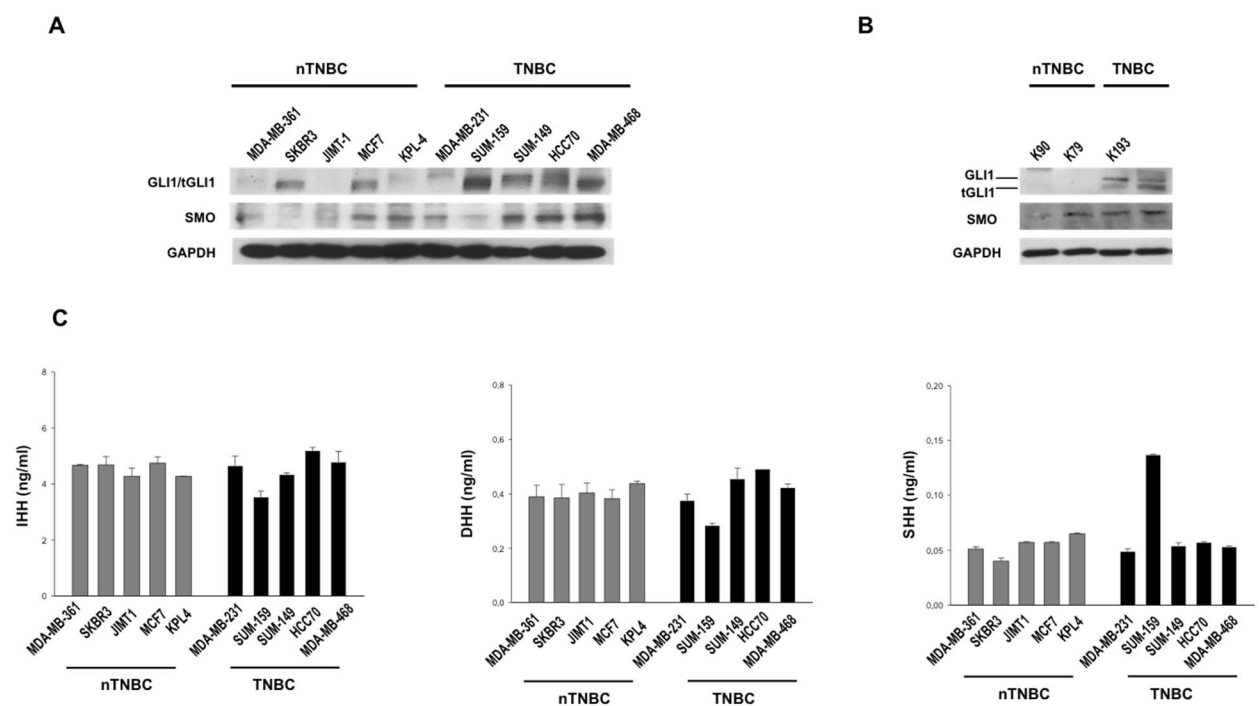 A
B
nTNBC
TNBC
nTNBC
TNBC
MDA-MB-361
SKBR3
JIMT-1
MCF7
KPL-4
MDA-MB-231
SUM-159
SUM-149
HCC70
MDA-MB-468
K90
K79
K193
GLI1/tGLI1
SMO
GAPDH
GLI1
tGLI1
SMO
GAPDH
C
IHH (ng/ml)
8
6
4
2
0
MDA-MB-361
SKBR3
JIMT1
MCF7
KPL4
MDA-MB-231
SUM-159
SUM-149
HCC70
MDA-MB-468
nTNBC
TNBC
DHH (ng/ml)
0,8
0,6
0,4
0,2
0,0
MDA-MB-361
SKBR3
JIMT1
MCF7
KPL4
MDA-MB-231
SUM-159
SUM-149
HCC70
MDA-MB-468
nTNBC
TNBC
SHH (ng/ml)
0,20
0,15
0,10
0,05
0,00
MDA-MB-361
SKBR3
JIMT1
MCF7
KPL4
MDA-MB-231
SUM-159
SUM-149
HCC70
MDA-MB-468
nTNBC
TNBC